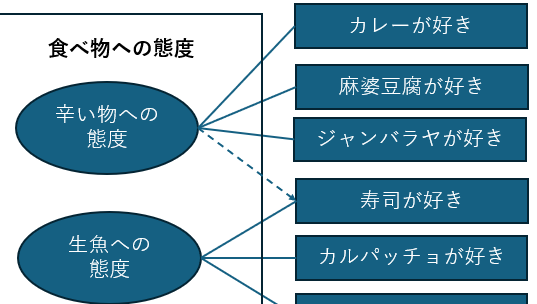 食べ物への態度
辛い物への
態度
生魚への
態度
カレーが好き
麻婆豆腐が好き
ジャンバラヤが好き
寿司が好き
カルパッチョが好き